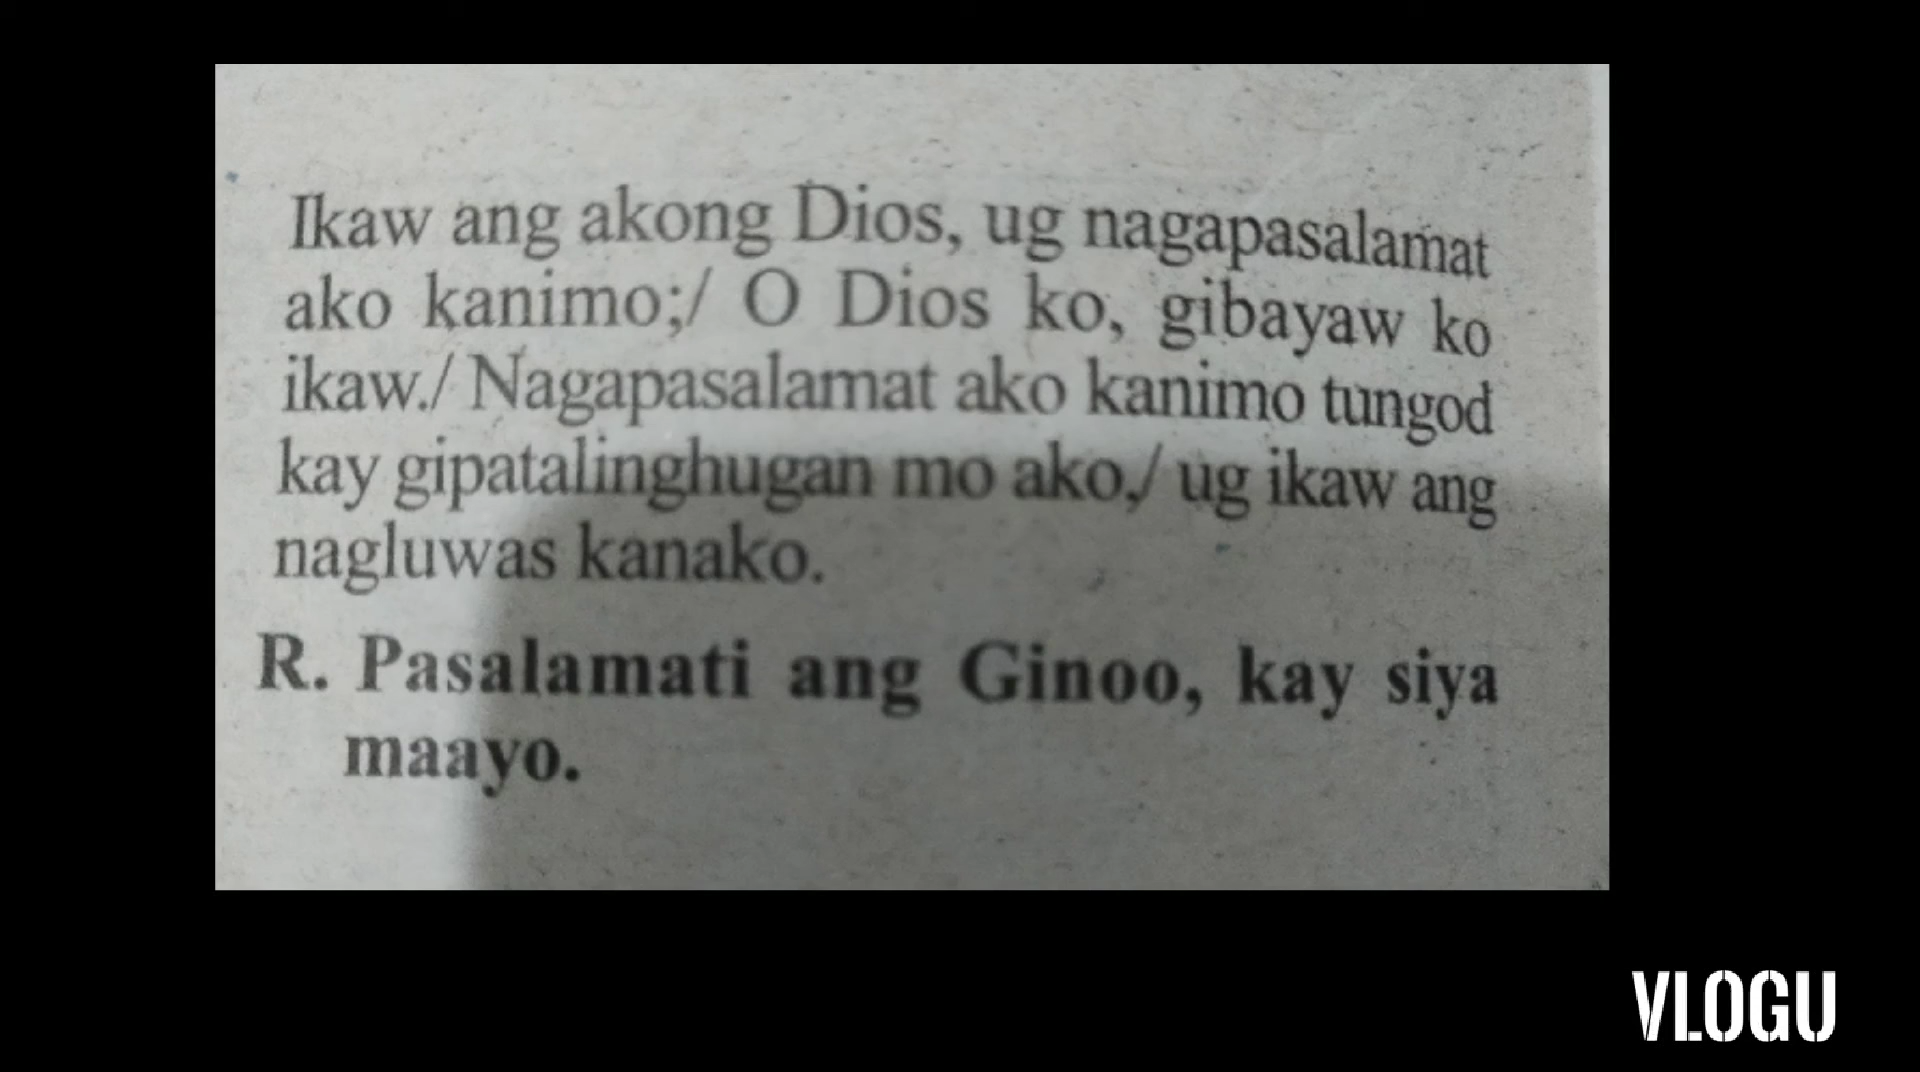 Ikaw ang akong Dios, ug nagapasalamat
ako kanimo;/ O Dios ko, gibayaw ko
ikaw./ Nagapasalamat ako kanimo tungod
kay gipatalinghugan mo ako,/ ug ikaw ang
nagluwas kanako.
R. Pasalamati ang Ginoo, kay siya
maayo.
VLOGU